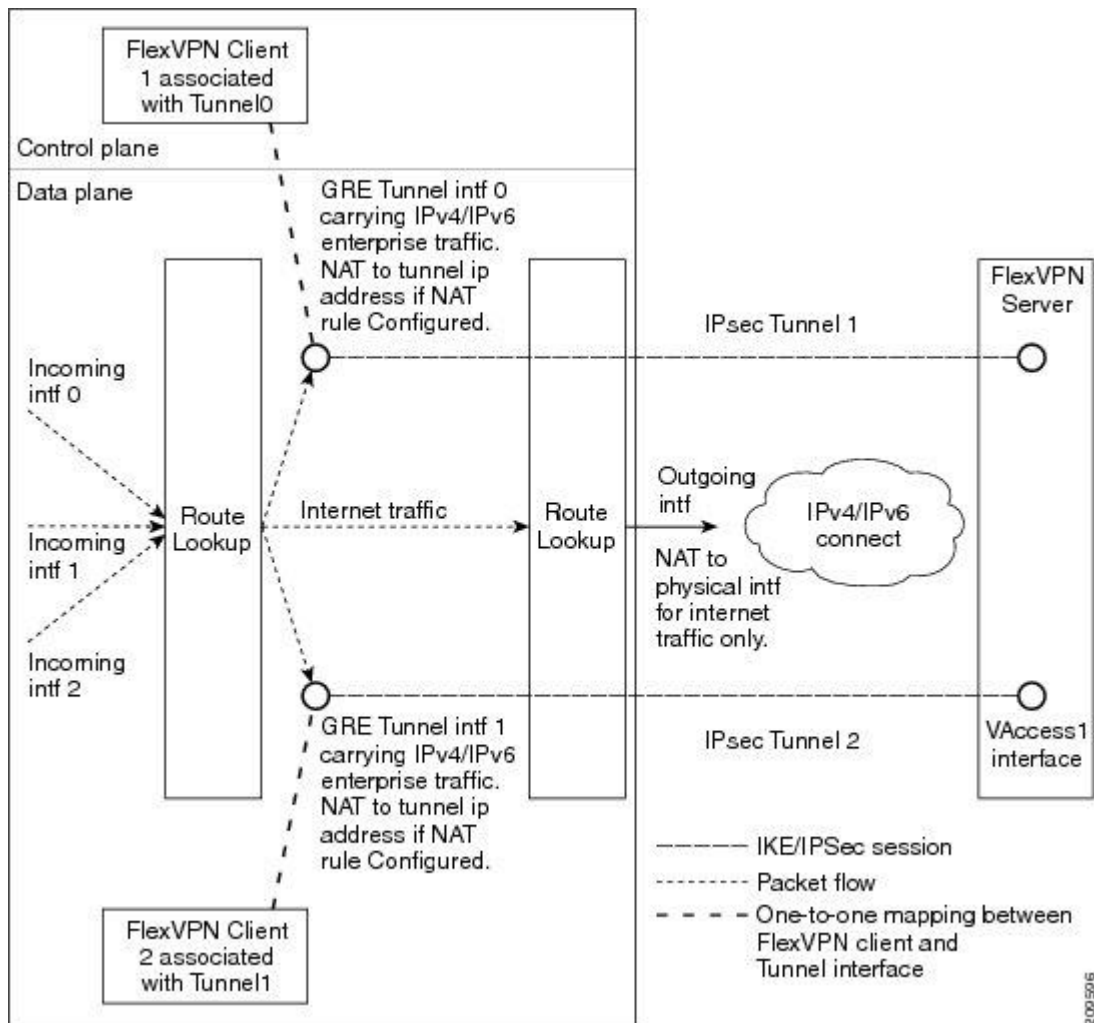 FlexVPN Client
1 associated
with Tunnel0
Control plane
Data plane
GRE Tunnel intf 0
carrying IPv4/IPv6
enterprise traffic.
NAT to tunnel ip
address if NAT
rule Configured.
FlexVPN
Server
IPsec Tunnel 1
Incoming
intf 0
Incoming
intf 1
Incoming
intf 2
Route
Lookup
Internet traffic
Route
Lookup
Outgoing
intf
NAT to
physical intf
for internet
traffic only.
IPv4/IPv6
connect
GRE Tunnel intf 1
carrying IPv4/IPv6
enterprise traffic.
NAT to tunnel ip
address if NAT
rule Configured.
IPsec Tunnel 2
VAccess1
interface
FlexVPN Client
2 associated
with Tunnel1
IKE/IPSec session
Packet flow
One-to-one mapping between
FlexVPN client and
Tunnel interface